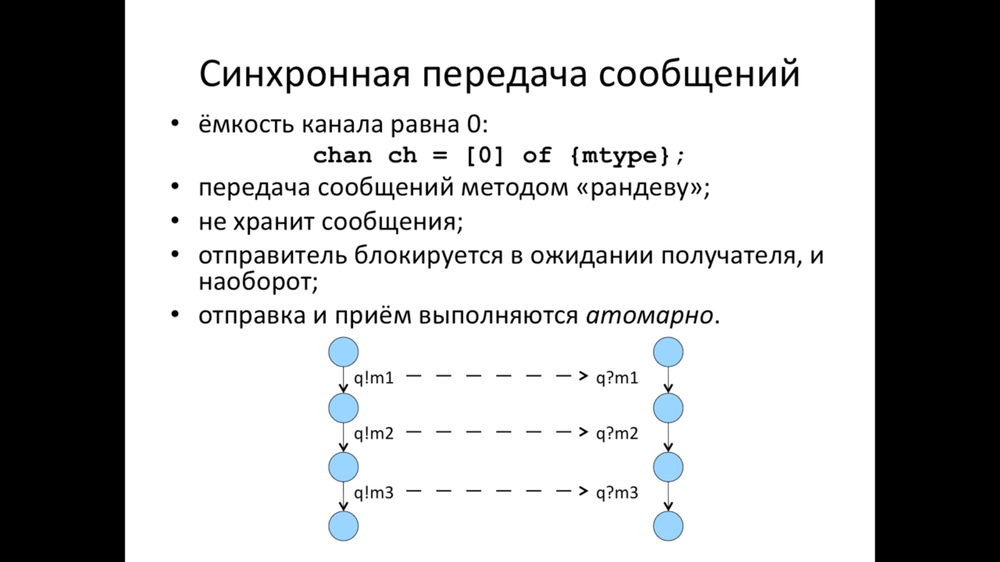 Синхронная передача сообщений
• ёмкость канала равна 0:
chan ch = [0] of {mtype};
• передача сообщений методом «рандеву»;
• не хранит сообщения;
• отправитель блокируется в ожидании получателя, и
наоборот;
• отправка и приём выполняются атомарно.
q!m1 q?m1
q!m2 q?m2
q!m3 q?m3